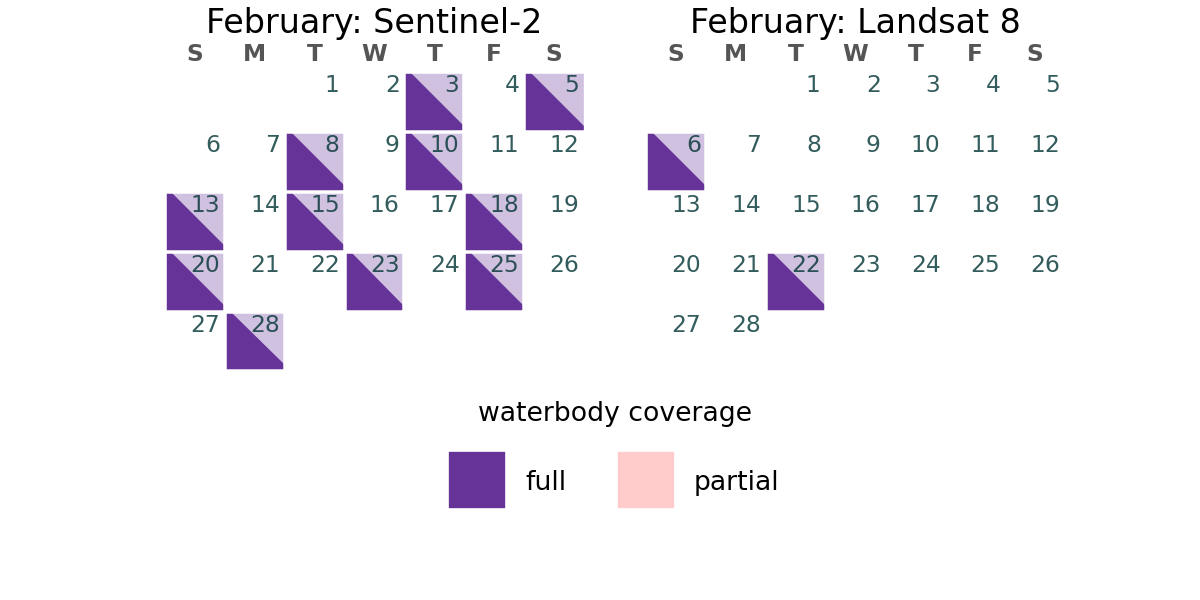 February: Sentinel-2
S M T W T F S
1 2 3 4 5
6 7 8 9 10 11 12
13 14 15 16 17 18 19
20 21 22 23 24 25 26
27 28
February: Landsat 8
S M T W T F S
1 2 3 4 5
6 7 8 9 10 11 12
13 14 15 16 17 18 19
20 21 22 23 24 25 26
27 28
waterbody coverage
full partial